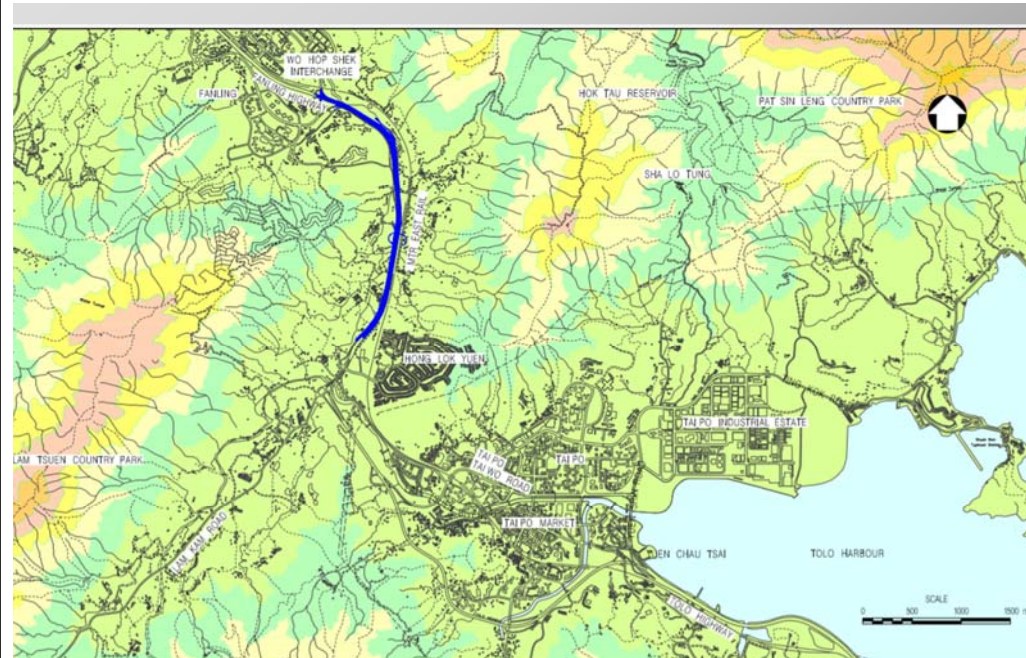 WO HOP SHEK
INTERCHANGE
FANLING HIGHWAY
FANLING
HOK TAU RESERVOIR
PAT SIN LENG COUNTRY PARK
SHA LO TUNG
MTR EAST RAIL
HONG LOK YUEN
TAI PO INDUSTRIAL ESTATE
LAM TSUEN COUNTRY PARK
TAI PO
TAI WO ROAD
TAI PO
TAI PO MARKET
LAM KAM ROAD
EN CHAU TSAI
TOLO HARBOUR
TOLO HIGHWAY
SCALE
0 500 1000 1500